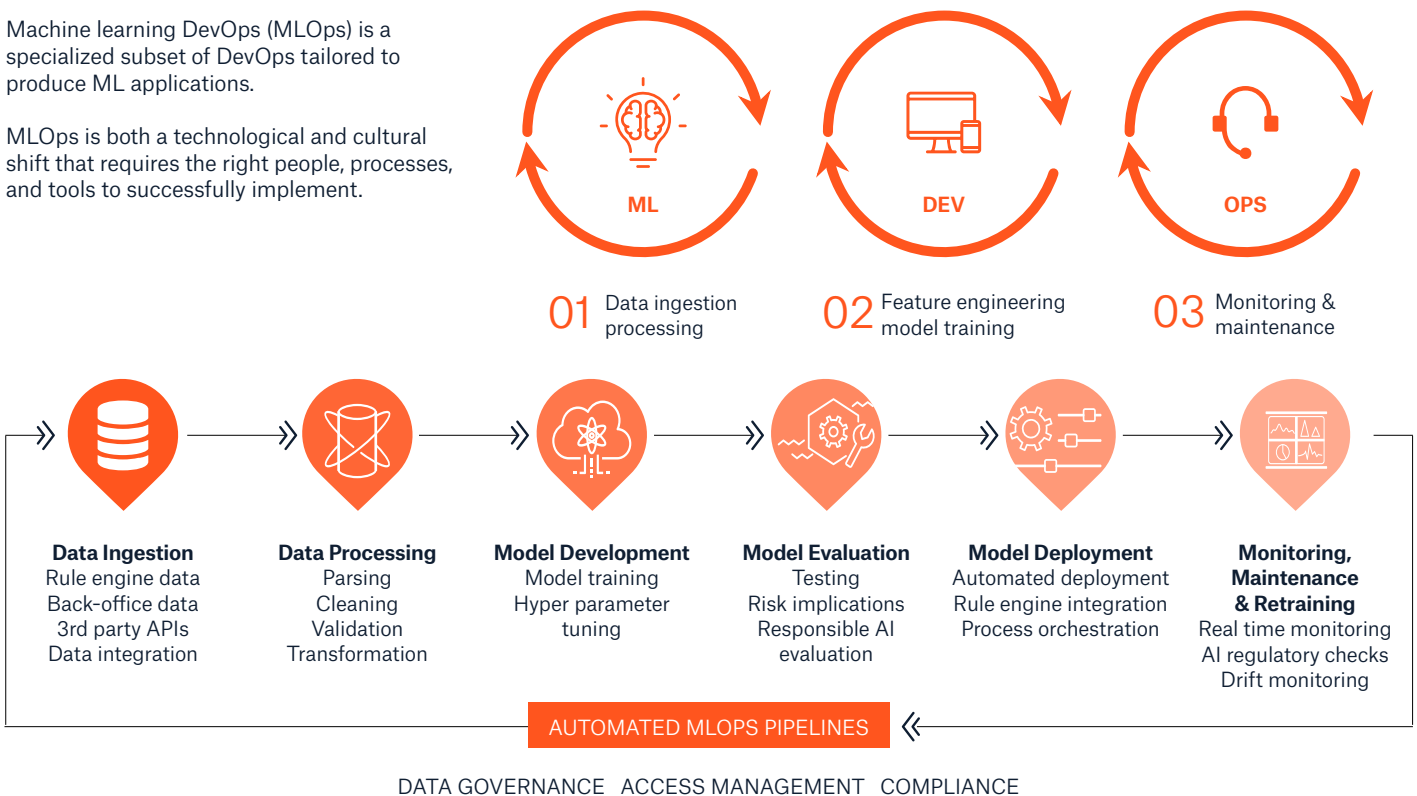 Machine learning DevOps (MLOps) is a
specialized subset of DevOps tailored to
produce ML applications.
MLOps is both a technological and cultural
shift that requires the right people, processes,
and tools to successfully implement.
ML
DEV
OPS
01 Data ingestion
processing
02 Feature engineering
model training
03 Monitoring &
maintenance
Data Ingestion
Rule engine data
Back-office data
3rd party APIs
Data integration
Data Processing
Parsing
Cleaning
Validation
Transformation
Model Development
Model training
Hyper parameter
tuning
Model Evaluation
Testing
Risk implications
Responsible AI
evaluation
Model Deployment
Automated deployment
Rule engine integration
Process orchestration
Monitoring,
Maintenance
& Retraining
Real time monitoring
AI regulatory checks
Drift monitoring
AUTOMATED MLOPS PIPELINES
DATA GOVERNANCE ACCESS MANAGEMENT COMPLIANCE